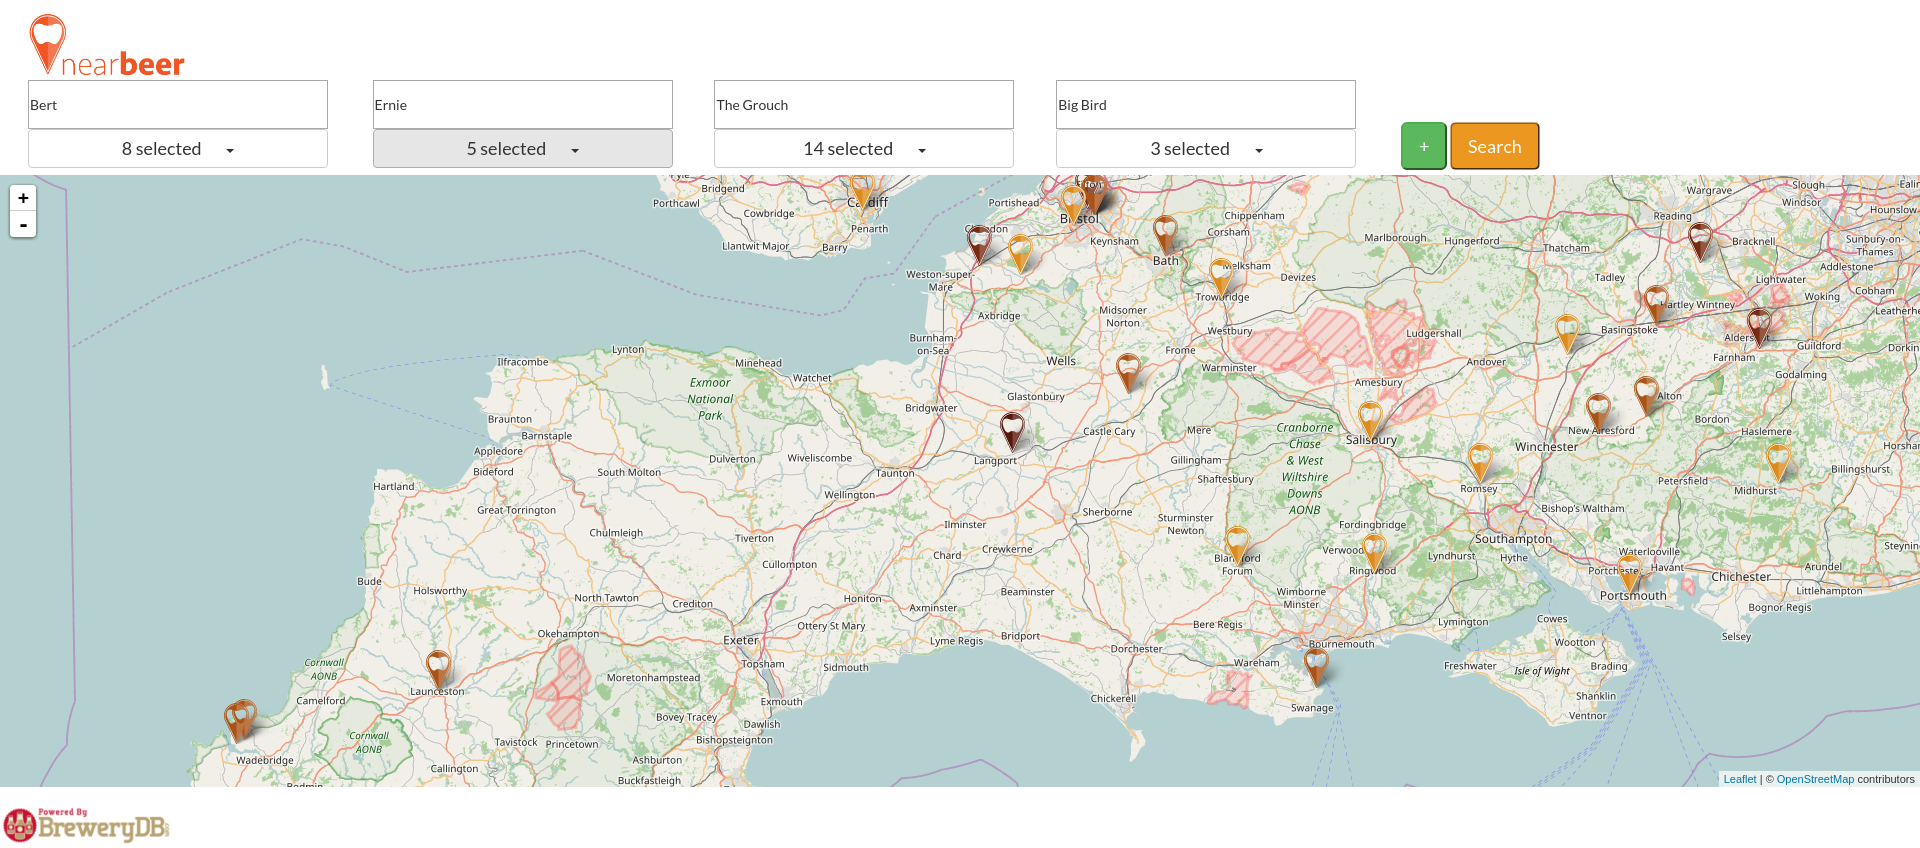 nearbeer
Bert
Ernie
The Grouch
Big Bird
8 selected
5 selected
14 selected
3 selected
+
Search
+
-
Bridgend
Porthcawl
Cowbridge
Cardiff
Penarth
Llantwit Major
Barry
Portishead
Bristol
Keynsham
Chippenham
Corsham
Marlborough
Hungerford
Thatcham
Reading
Wargrave
Slough
Windsor
Hounslow
Bracknell
Sunbury-on-
Thames
Addlestone
Weston-super-
Mare
Bath
Melksham
Devizes
Trowbridge
Tadley
Lightwater
Woking
Cobham
Hartley Wintney
Axbridge
Midsomer
Norton
Westbury
Ludgershall
Basingstoke
Guildford
Burnham-
on-Sea
Frome
Warminster
Andover
Farnham
Godalming
Lynton
Ilfracombe
Minehead
Watchet
Wells
Amesbury
Exmoor
National
Park
Glastonbury
Bridgwater
Alton
Bordon
Haslemere
Braunton
Barnstaple
Castle Cary
Mere
Cranborne
Chase
& West
Wiltshire
Downs
AONB
Salisbury
Winchester
New Alresford
Appledore
Bideford
South Molton
Dulverton
Wiveliscombe
Taunton
Langport
Gillingham
Shaftesbury
Romsey
Petersfield
Midhurst
Billingshurst
Hartland
Great Torrington
Wellington
Ilminster
Sherborne
Sturminster
Newton
Fordingbridge
Bishop's Waltham
Chulmleigh
Tiverton
Cullompton
Chard
Crewkerne
Blandford
Forum
Verwood
Ringwood
Lyndhurst
Southampton
Hythe
Waterlooville
Havant
Portchester
Portsmouth
Chichester
Arundel
Littlehampton
Bognor Regis
Selsey
Bude
Holsworthy
North Tawton
Crediton
Honiton
Axminster
Beaminster
Wimborne
Minster
Okehampton
Exeter
Ottery St Mary
Lyme Regis
Bridport
Bere Regis
Dorchester
Bournemouth
Lymington
Cowes
Wootton
Cornwall
AONB
Topsham
Sidmouth
Wareham
Freshwater
Isle of Wight
Brading
Launceston
Moretonhampstead
Camelford
Exmouth
Chickerell
Swanage
Shanklin
Ventnor
Bovey Tracey
Dawlish
Bishopsteignton
Cornwall
AONB
Tavistock
Princetown
Wadebridge
Callington
Ashburton
Buckfastleigh
Bodmin
Leaflet | © OpenStreetMap contributors
Powered By
BreweryDB